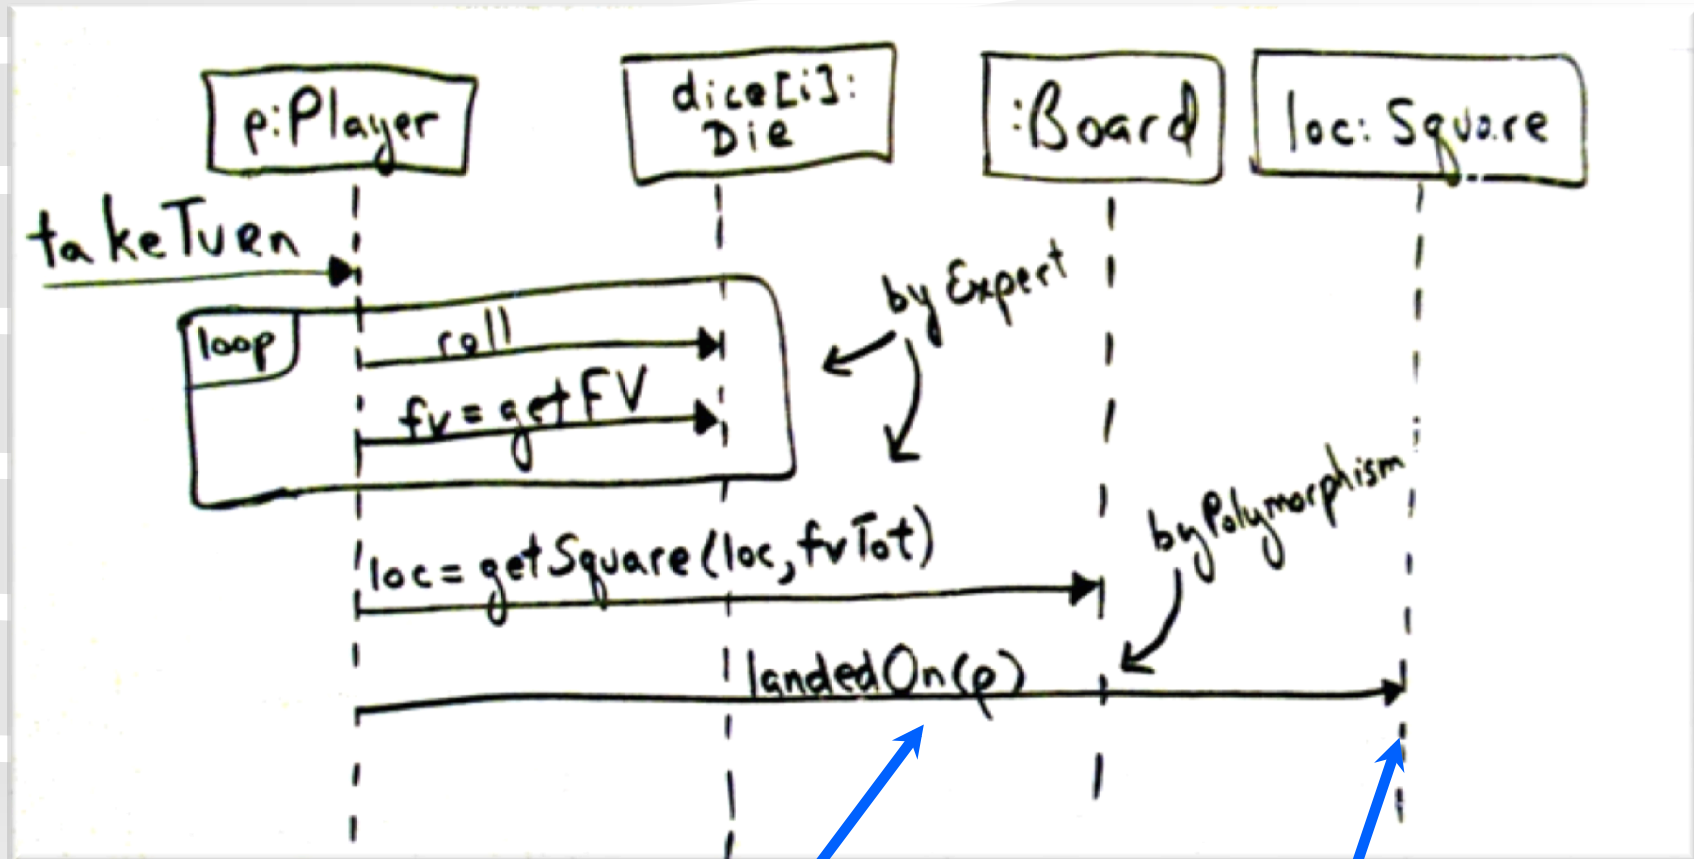 p:Player
dice[i]:
Die
:Board
loc: Square
takeTurn
by Expert
loop
roll
fv = getFV
by Polymorphism
loc = getSquare(loc, fvTot)
landedOn(p)